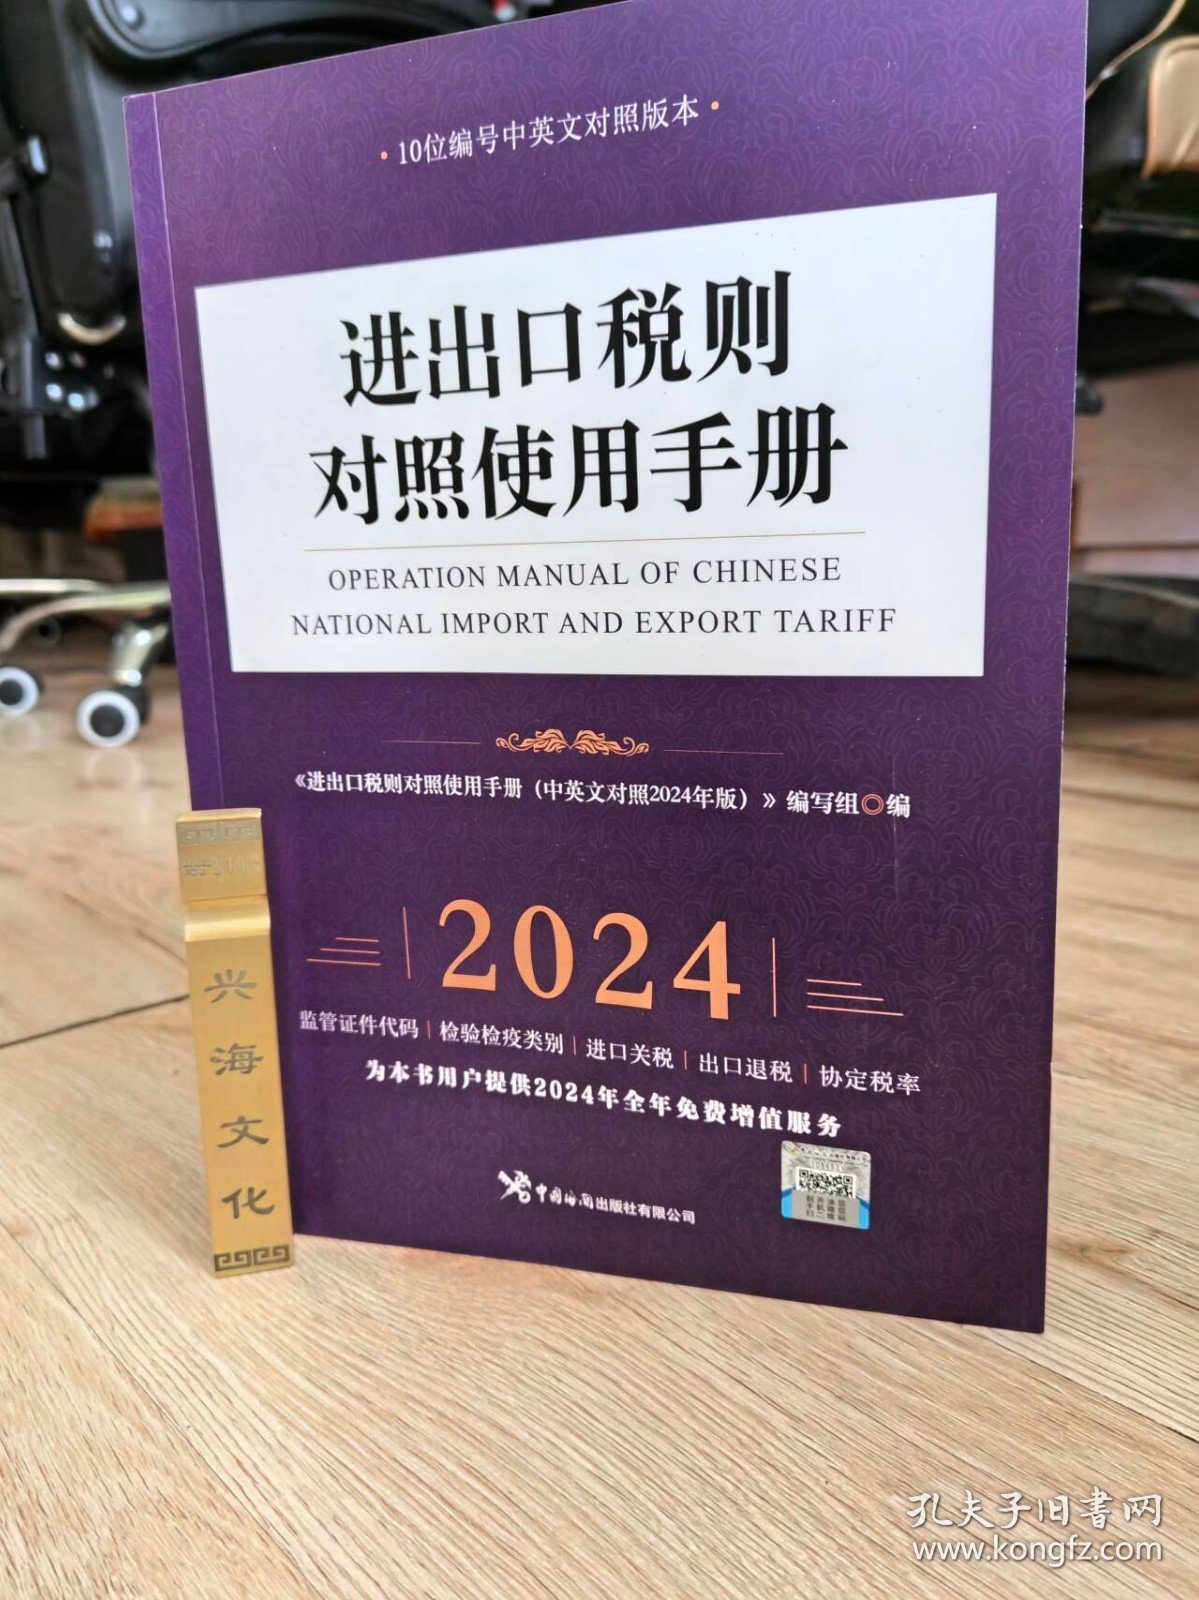 · 10位编号中英文对照版本 ·
进出口税则
对照使用手册
OPERATION MANUAL OF CHINESE
NATIONAL IMPORT AND EXPORT TARIFF
《进出口税则对照使用手册（中英文对照2024年版）》编写组◎编
2024
监管证件代码 | 检验检疫类别 | 进口关税 | 出口退税 | 协定税率
为本书用户提供2024年全年免费增值服务
中国海关出版社有限公司
兴海文化
孔夫子旧书网
www.kongfz.com